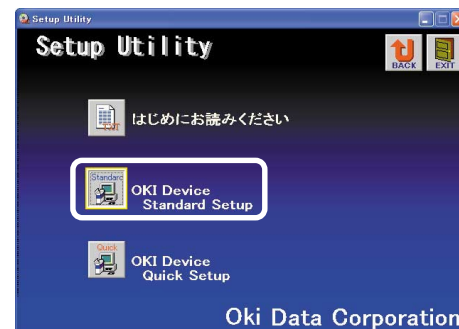 Setup Utility
Setup Utility
BACK
EXIT
TXT
はじめにお読みください
Standard
OKI Device
Standard Setup
Quick
OKI Device
Quick Setup
Oki Data Corporation